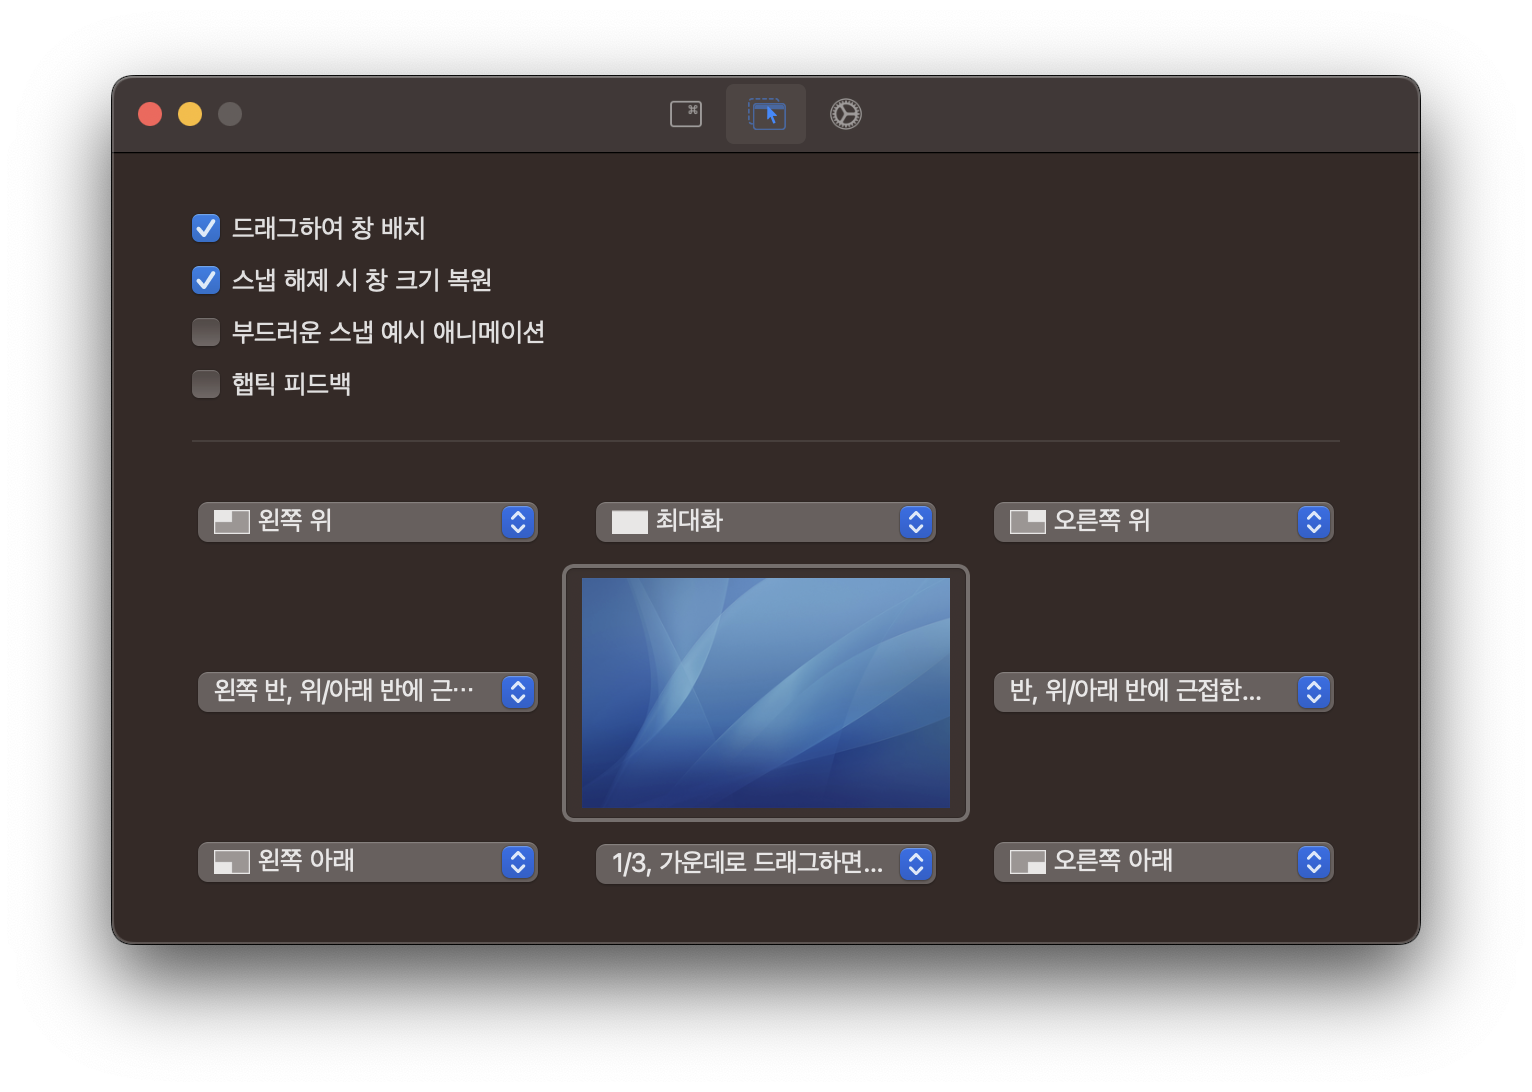 드래그하여 창 배치
스냅 해제 시 창 크기 복원
부드러운 스냅 예시 애니메이션
햅틱 피드백
왼쪽 위
최대화
오른쪽 위
왼쪽 반, 위/아래 반에 근…
반, 위/아래 반에 근접한...
왼쪽 아래
1/3, 가운데로 드래그하면...
오른쪽 아래